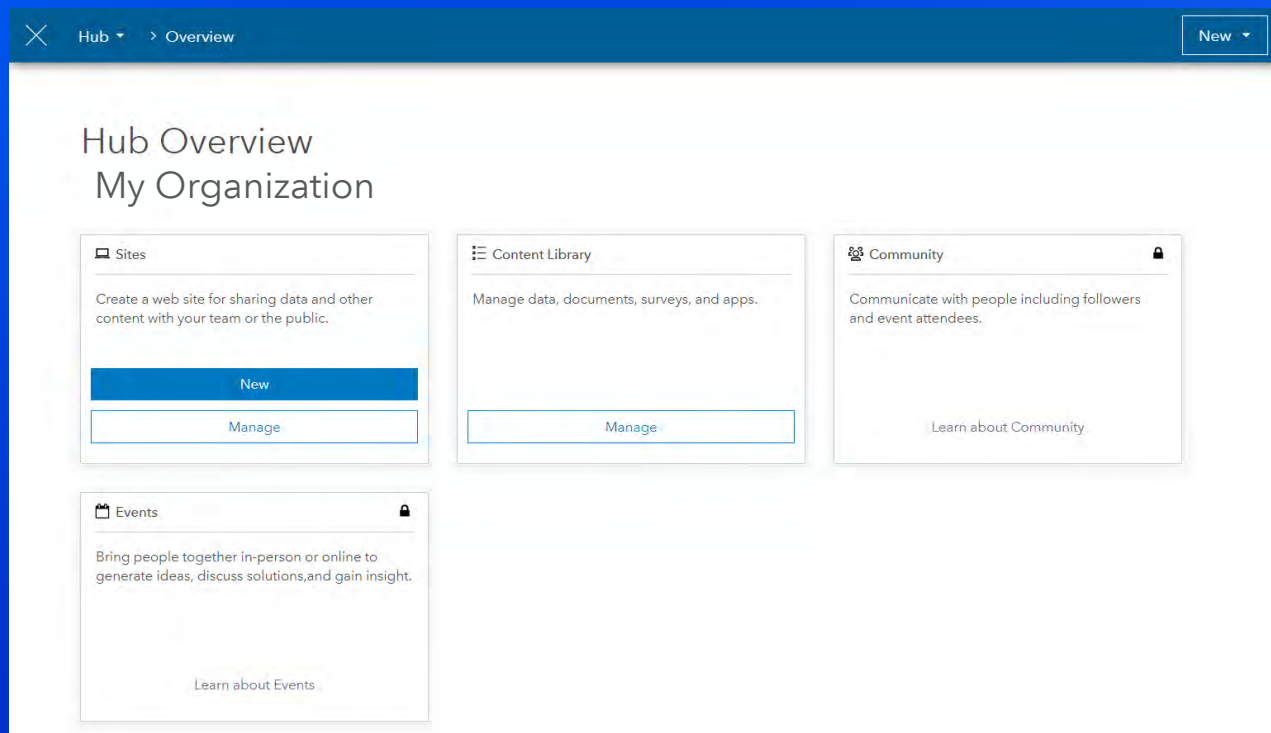 Hub > Overview
New
Hub Overview
My Organization
Sites
Create a web site for sharing data and other
content with your team or the public.
New
Manage
Content Library
Manage data, documents, surveys, and apps.
Manage
Community
Communicate with people including followers
and event attendees.
Learn about Community
Events
Bring people together in-person or online to
generate ideas, discuss solutions,and gain insight.
Learn about Events